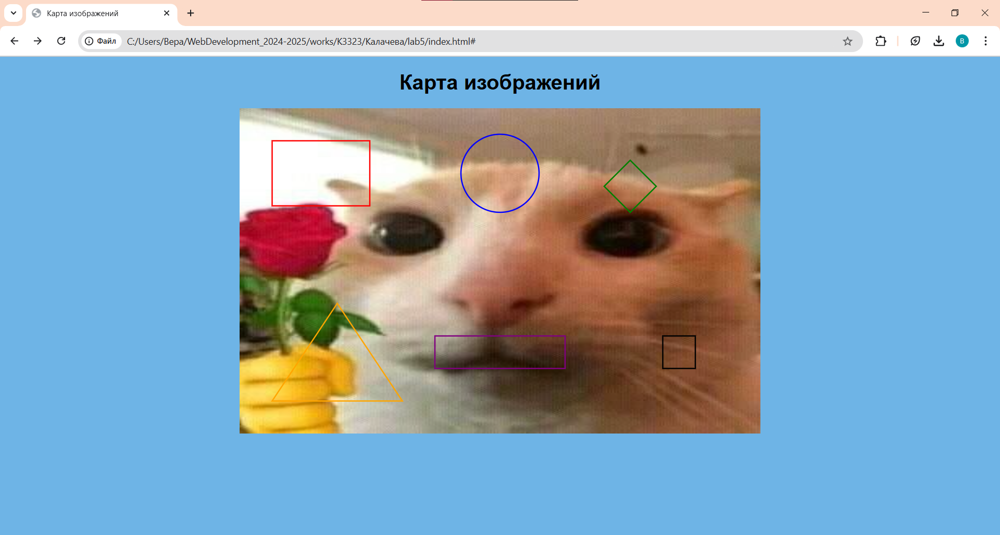 Карта изображений
Файл
C:/Users/Вера/WebDevelopment_2024-2025/works/K3323/Калачева/lab5/index.html#
В
Карта изображений